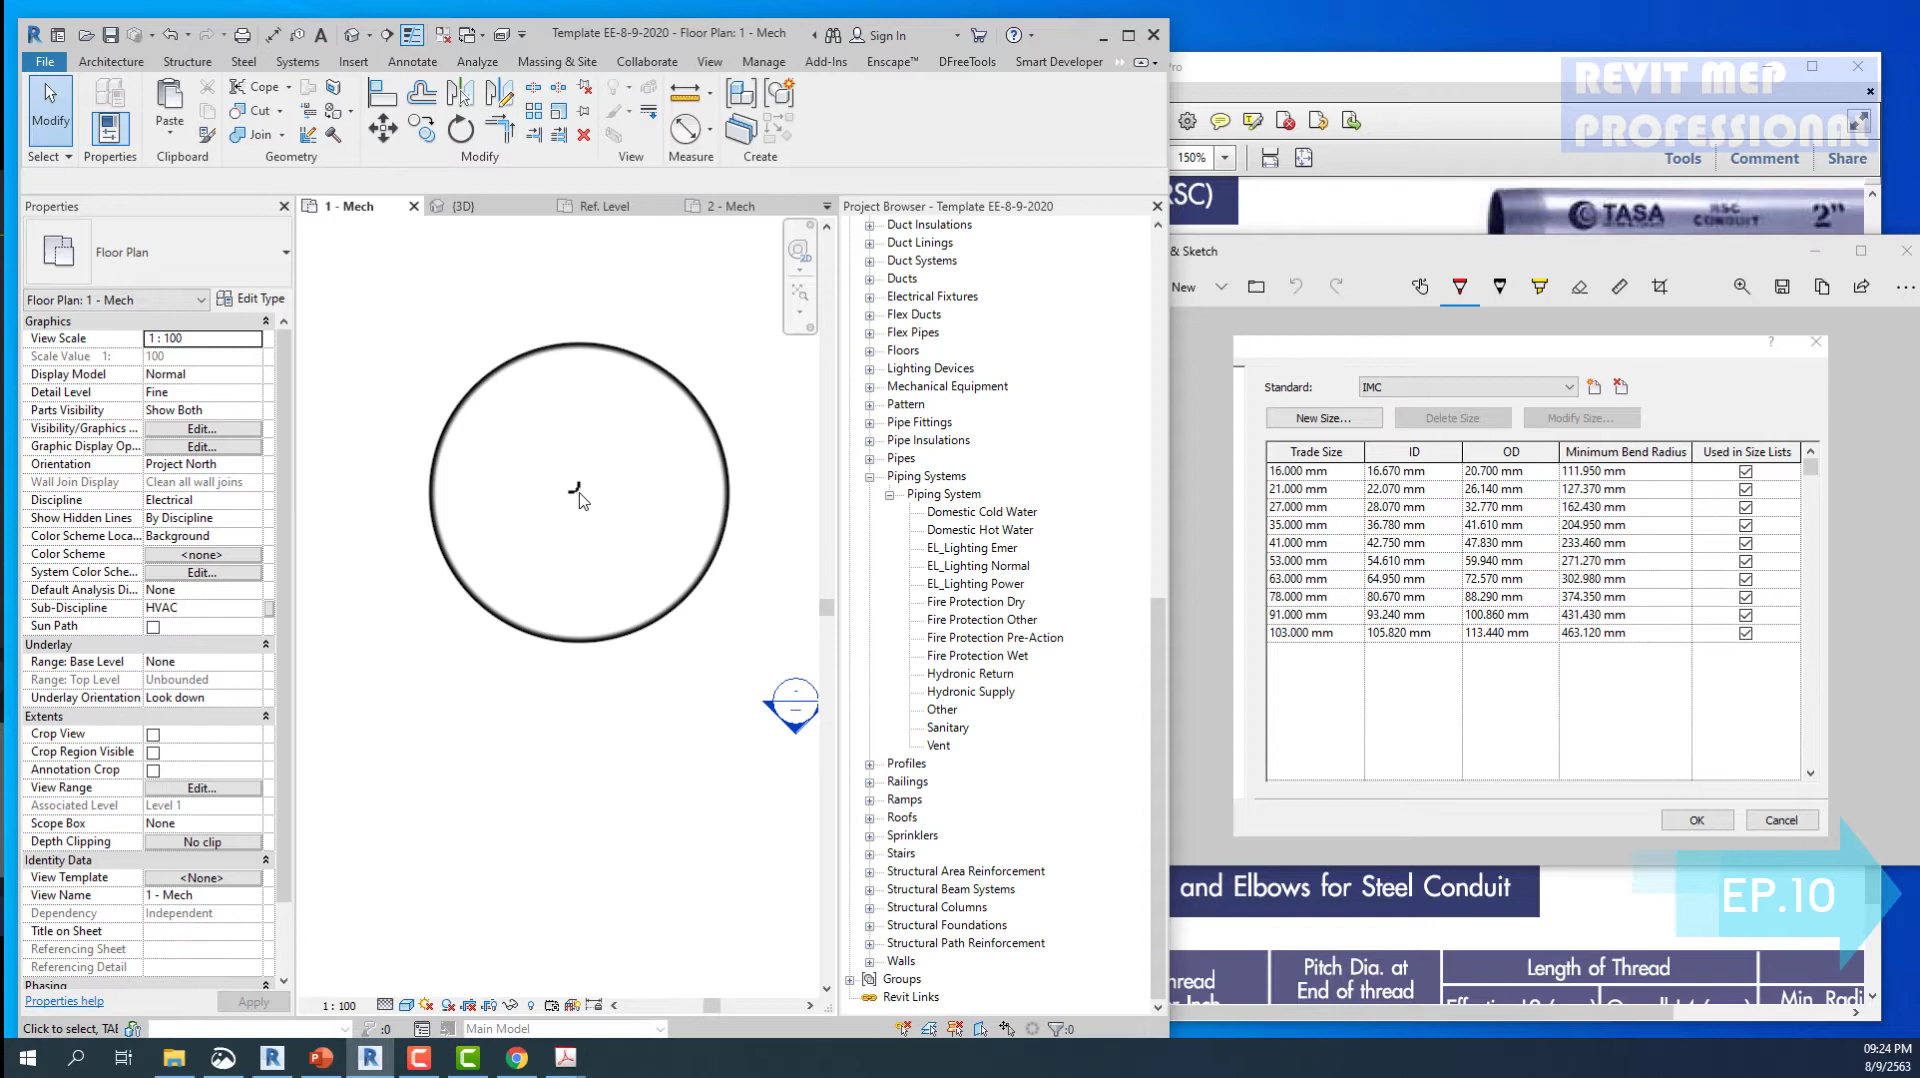 Template EE-8-9-2020 - Floor Plan: 1 - Mech
Sign In
File Architecture Structure Steel Systems Insert Annotate Analyze Massing & Site Collaborate View Manage Add-Ins Enscape™ DFreeTools Smart Developer
Modify
Paste
Cope
Cut
Join
Select Properties Clipboard Geometry Modify View Measure Create
Properties
Floor Plan
Floor Plan: 1 - Mech Edit Type
Graphics
View Scale 1 : 100
Scale Value 1: 100
Display Model Normal
Detail Level Fine
Parts Visibility Show Both
Visibility/Graphics ... Edit...
Graphic Display Op... Edit...
Orientation Project North
Wall Join Display Clean all wall joins
Discipline Electrical
Show Hidden Lines By Discipline
Color Scheme Loca... Background
Color Scheme <none>
System Color Sche... Edit...
Default Analysis Di... None
Sub-Discipline HVAC
Sun Path
Underlay
Range: Base Level None
Range: Top Level Unbounded
Underlay Orientation Look down
Extents
Crop View
Crop Region Visible
Annotation Crop
View Range Edit...
Associated Level Level 1
Scope Box None
Depth Clipping No clip
Identity Data
View Template <None>
View Name 1 - Mech
Dependency Independent
Title on Sheet
Referencing Sheet
Referencing Detail
Phasing
Properties help Apply
1 - Mech {3D} Ref. Level 2 - Mech
2D
1 : 100
Click to select, TAB
:0
Main Model
:0
Project Browser - Template EE-8-9-2020
Duct Insulations
Duct Linings
Duct Systems
Ducts
Electrical Fixtures
Flex Ducts
Flex Pipes
Floors
Lighting Devices
Mechanical Equipment
Pattern
Pipe Fittings
Pipe Insulations
Pipes
Piping Systems
Piping System
Domestic Cold Water
Domestic Hot Water
EL_Lighting Emer
EL_Lighting Normal
EL_Lighting Power
Fire Protection Dry
Fire Protection Other
Fire Protection Pre-Action
Fire Protection Wet
Hydronic Return
Hydronic Supply
Other
Sanitary
Vent
Profiles
Railings
Ramps
Roofs
Sprinklers
Stairs
Structural Area Reinforcement
Structural Beam Systems
Structural Columns
Structural Foundations
Structural Path Reinforcement
Walls
Groups
Revit Links
Pro
REVIT MEP
PROFESSIONAL
150%
Tools Comment Share
RSC)
TASA RSC CONDUIT 2"
& Sketch
New
Standard: IMC
New Size... Delete Size Modify Size...
Trade Size ID OD Minimum Bend Radius Used in Size Lists
16.000 mm 16.670 mm 20.700 mm 111.950 mm
21.000 mm 22.070 mm 26.140 mm 127.370 mm
27.000 mm 28.070 mm 32.770 mm 162.430 mm
35.000 mm 36.780 mm 41.610 mm 204.950 mm
41.000 mm 42.750 mm 47.830 mm 233.460 mm
53.000 mm 54.610 mm 59.940 mm 271.270 mm
63.000 mm 64.950 mm 72.570 mm 302.980 mm
78.000 mm 80.670 mm 88.290 mm 374.350 mm
91.000 mm 93.240 mm 100.860 mm 431.430 mm
103.000 mm 105.820 mm 113.440 mm 463.120 mm
OK Cancel
and Elbows for Steel Conduit
EP.10
Pitch Dia. at
End of thread
Length of Thread
Min. Radi
09:24 PM
8/9/2563